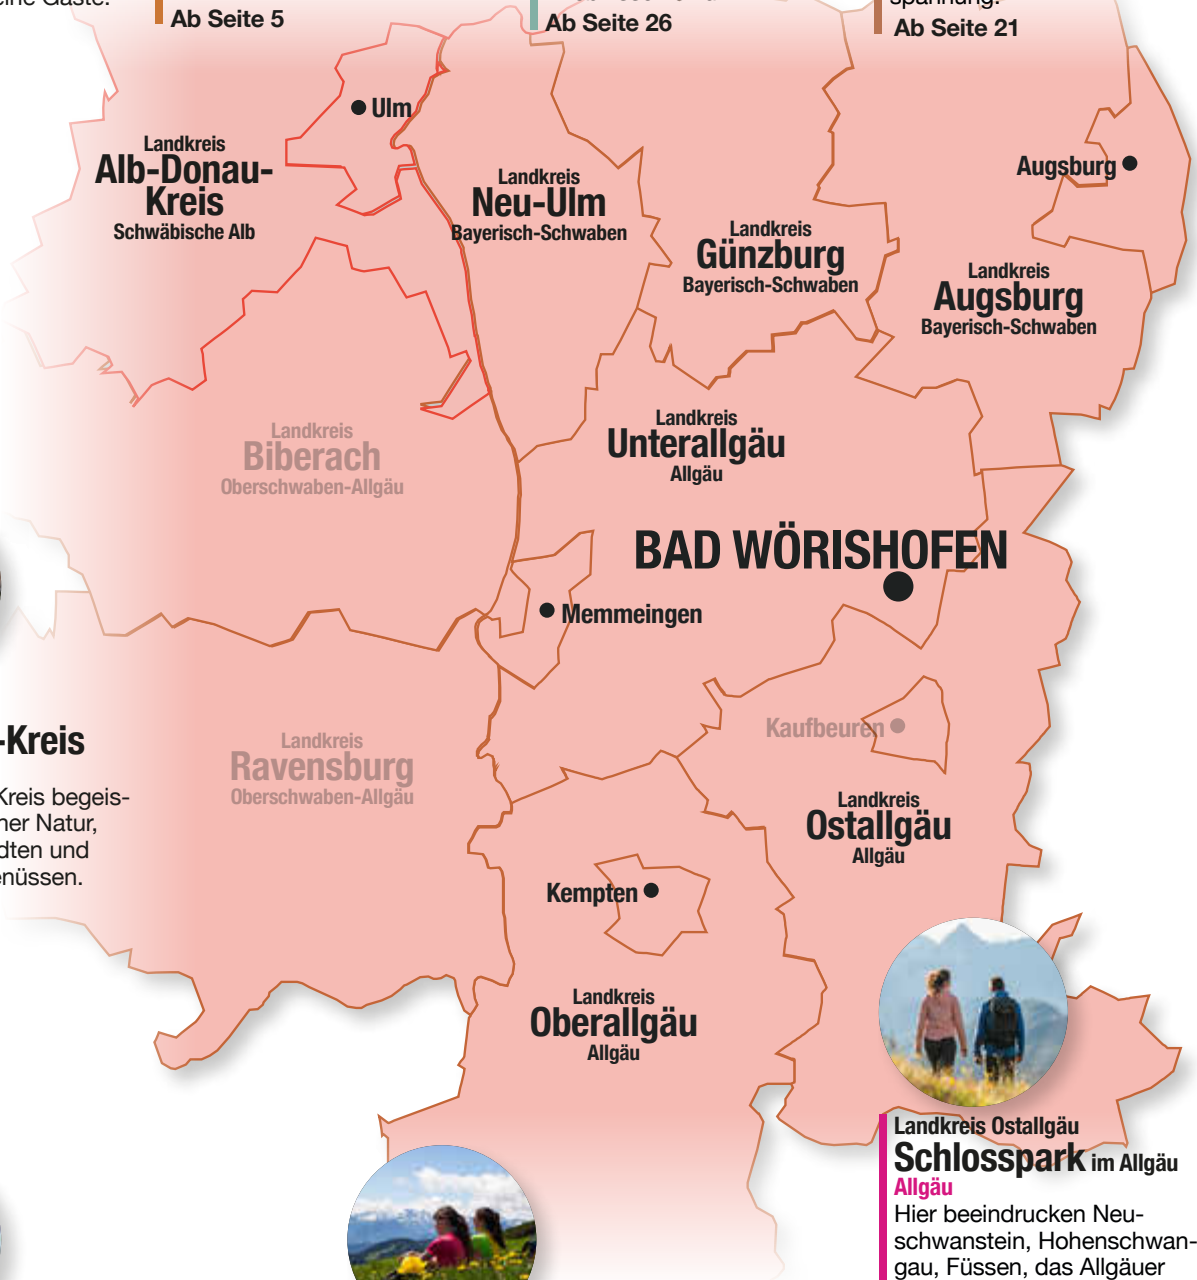 eine Gäste.
Ab Seite 5
Ab Seite 26
spannung.
Ab Seite 21
Ulm
Landkreis
Alb-Donau-
Kreis
Schwäbische Alb
Landkreis
Neu-Ulm
Bayerisch-Schwaben
Landkreis
Günzburg
Bayerisch-Schwaben
Augsburg
Landkreis
Augsburg
Bayerisch-Schwaben
Landkreis
Biberach
Oberschwaben-Allgäu
Landkreis
Unterallgäu
Allgäu
BAD WÖRISHOFEN
Memmeingen
Kaufbeuren
-Kreis
Kreis begeis-
ner Natur,
dten und
enüssen.
Landkreis
Ravensburg
Oberschwaben-Allgäu
Landkreis
Ostallgäu
Allgäu
Kempten
Landkreis
Oberallgäu
Allgäu
Landkreis Ostallgäu
Schlosspark im Allgäu
Allgäu
Hier beeindrucken Neu-
schwanstein, Hohenschwan-
gau, Füssen, das Allgäuer